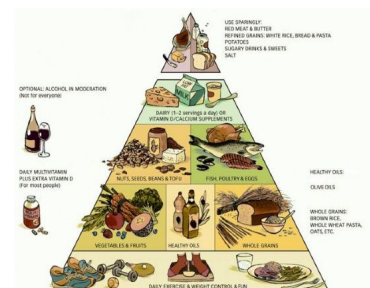 USE SPARINGLY:
RED MEAT & BUTTER
REFINED GRAINS: WHITE RICE, BREAD & PASTA
POTATOES
SUGARY DRINKS & SWEETS
SALT
OPTIONAL: ALCOHOL IN MODERATION
(Not for everyone)
DAIRY (1–2 servings a day) OR
VITAMIN D/CALCIUM SUPPLEMENTS
DAILY MULTIVITAMIN
PLUS EXTRA VITAMIN D
(For most people)
NUTS, SEEDS, BEANS & TOFU
FISH, POULTRY & EGGS
HEALTHY OILS:
OLIVE OILS
WHOLE GRAINS:
BROWN RICE,
WHOLE WHEAT PASTA,
OATS, ETC.
VEGETABLES & FRUITS
HEALTHY OILS
WHOLE GRAINS
DAILY EXERCISE & WEIGHT CONTROL & FUN